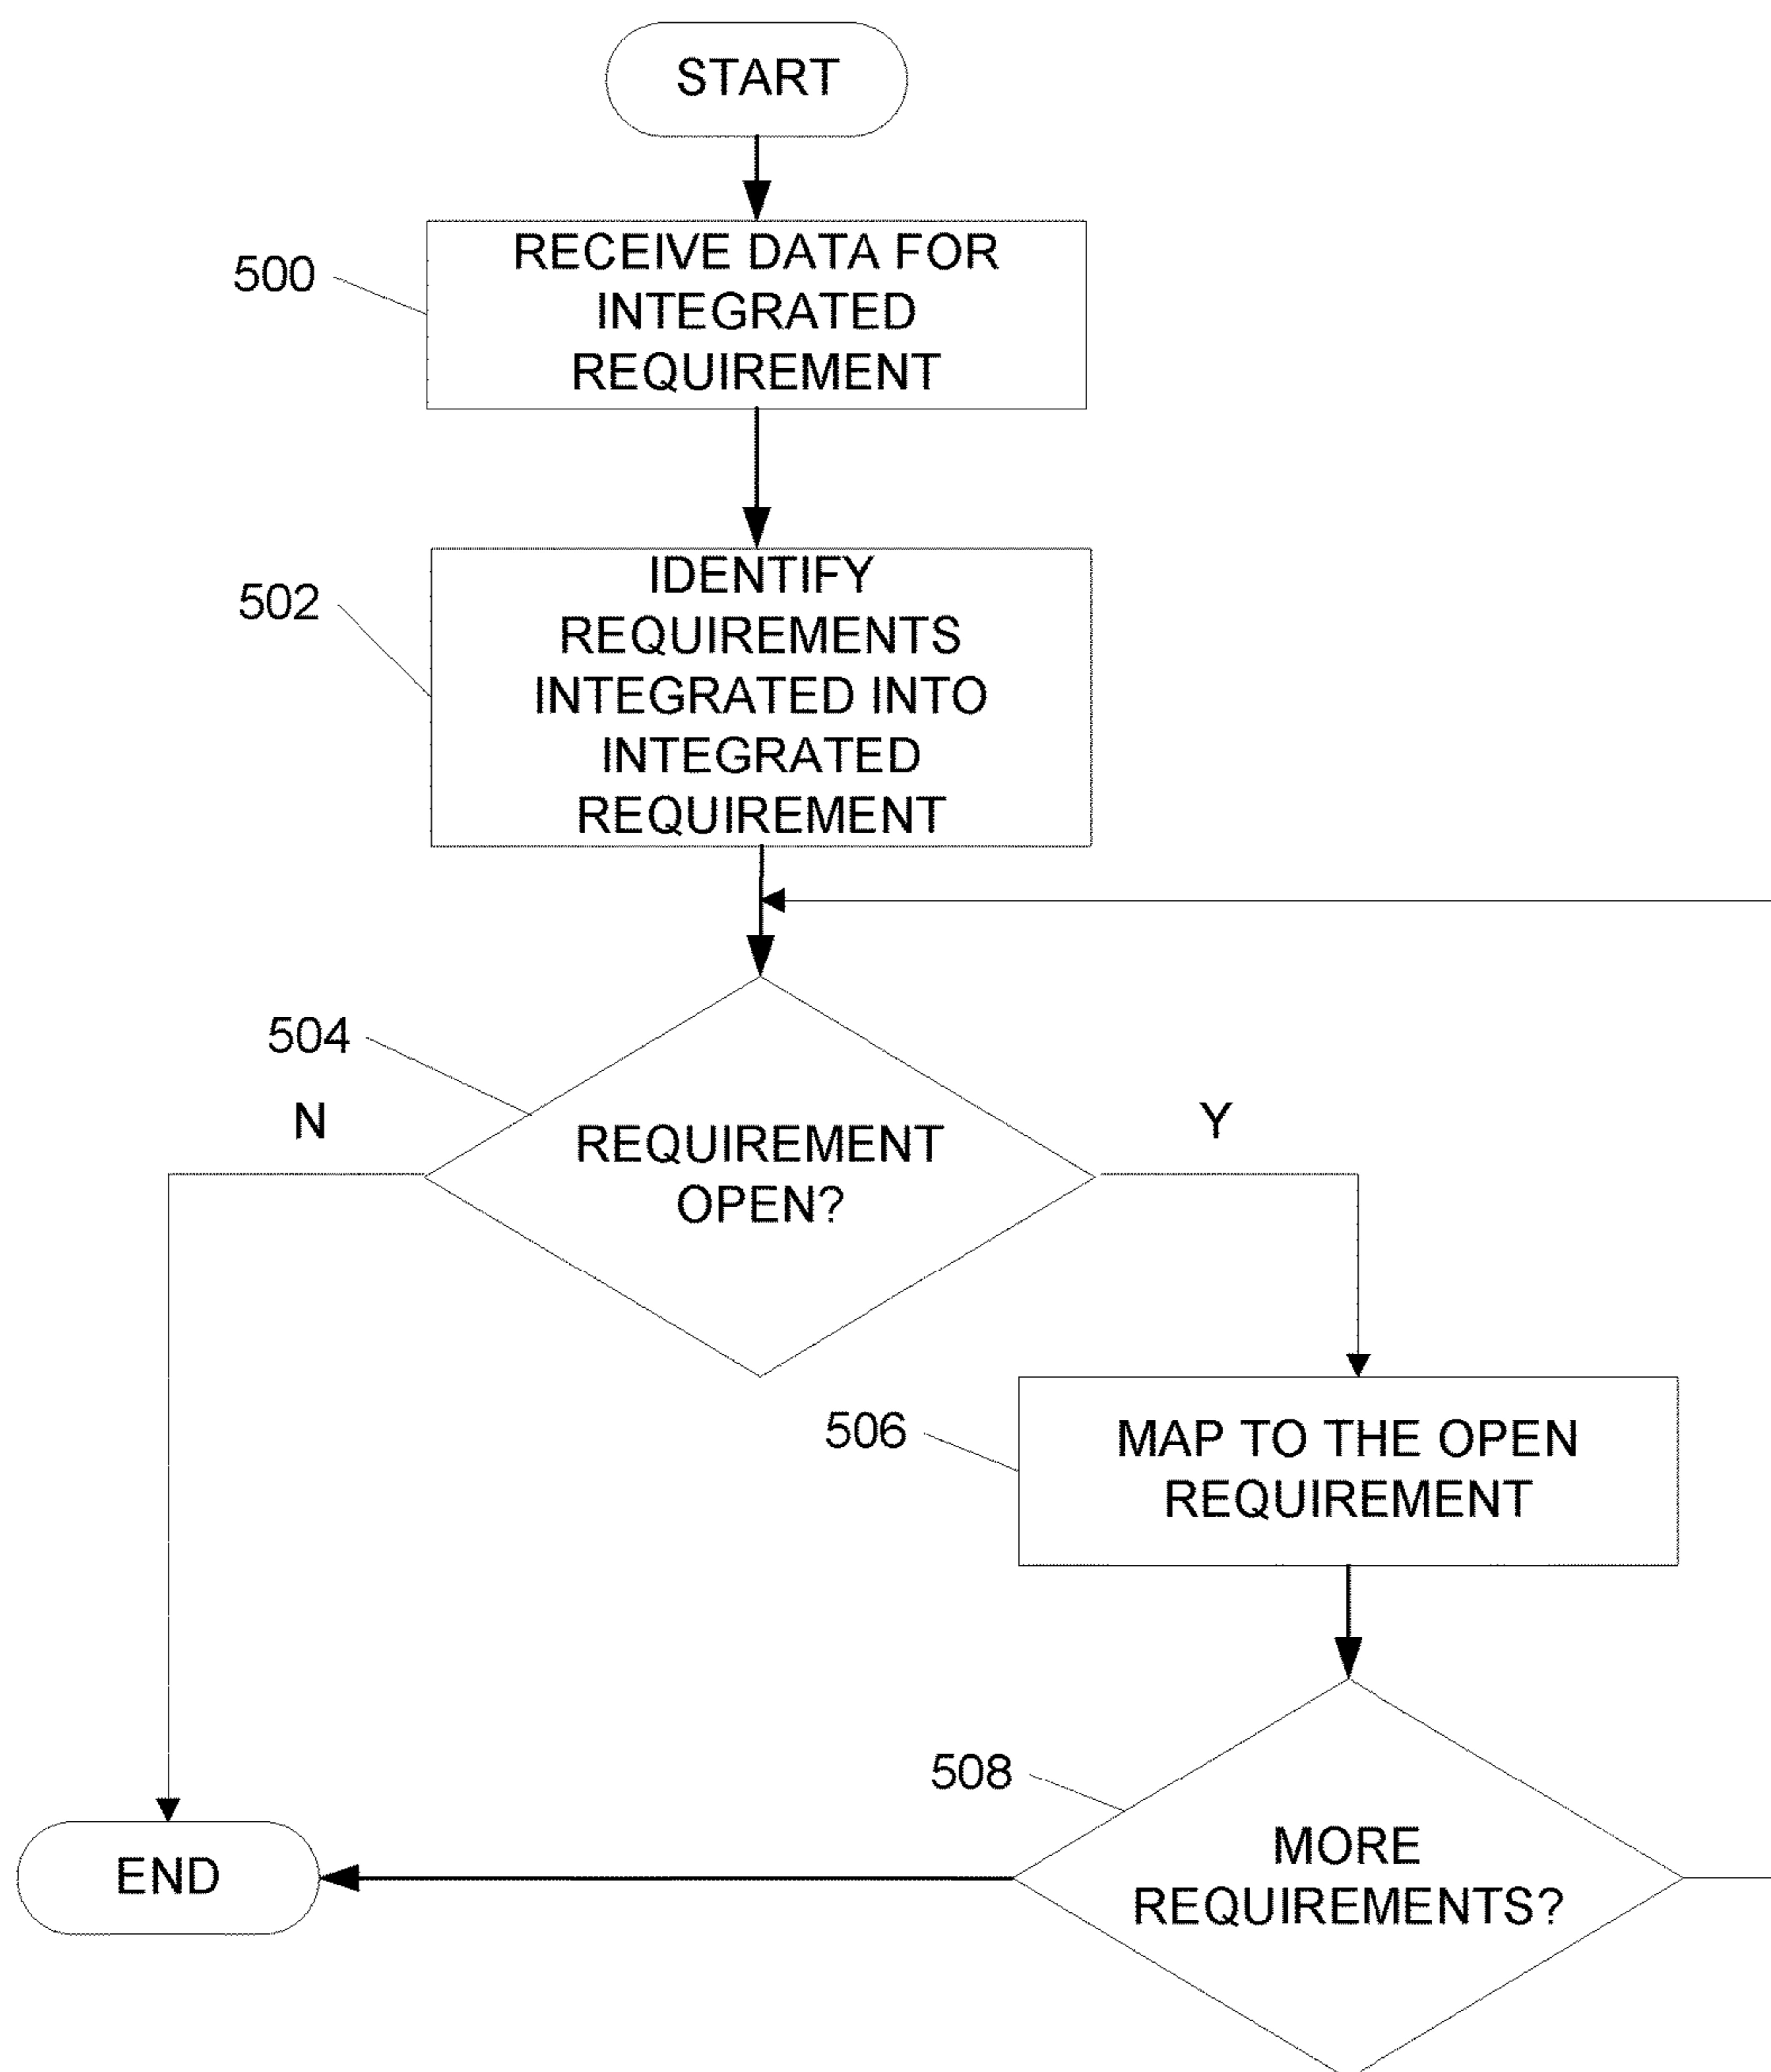 START
500
RECEIVE DATA FOR
INTEGRATED
REQUIREMENT
502
IDENTIFY
REQUIREMENTS
INTEGRATED INTO
INTEGRATED
REQUIREMENT
504
N
Y
REQUIREMENT
OPEN?
506
MAP TO THE OPEN
REQUIREMENT
508
MORE
REQUIREMENTS?
END